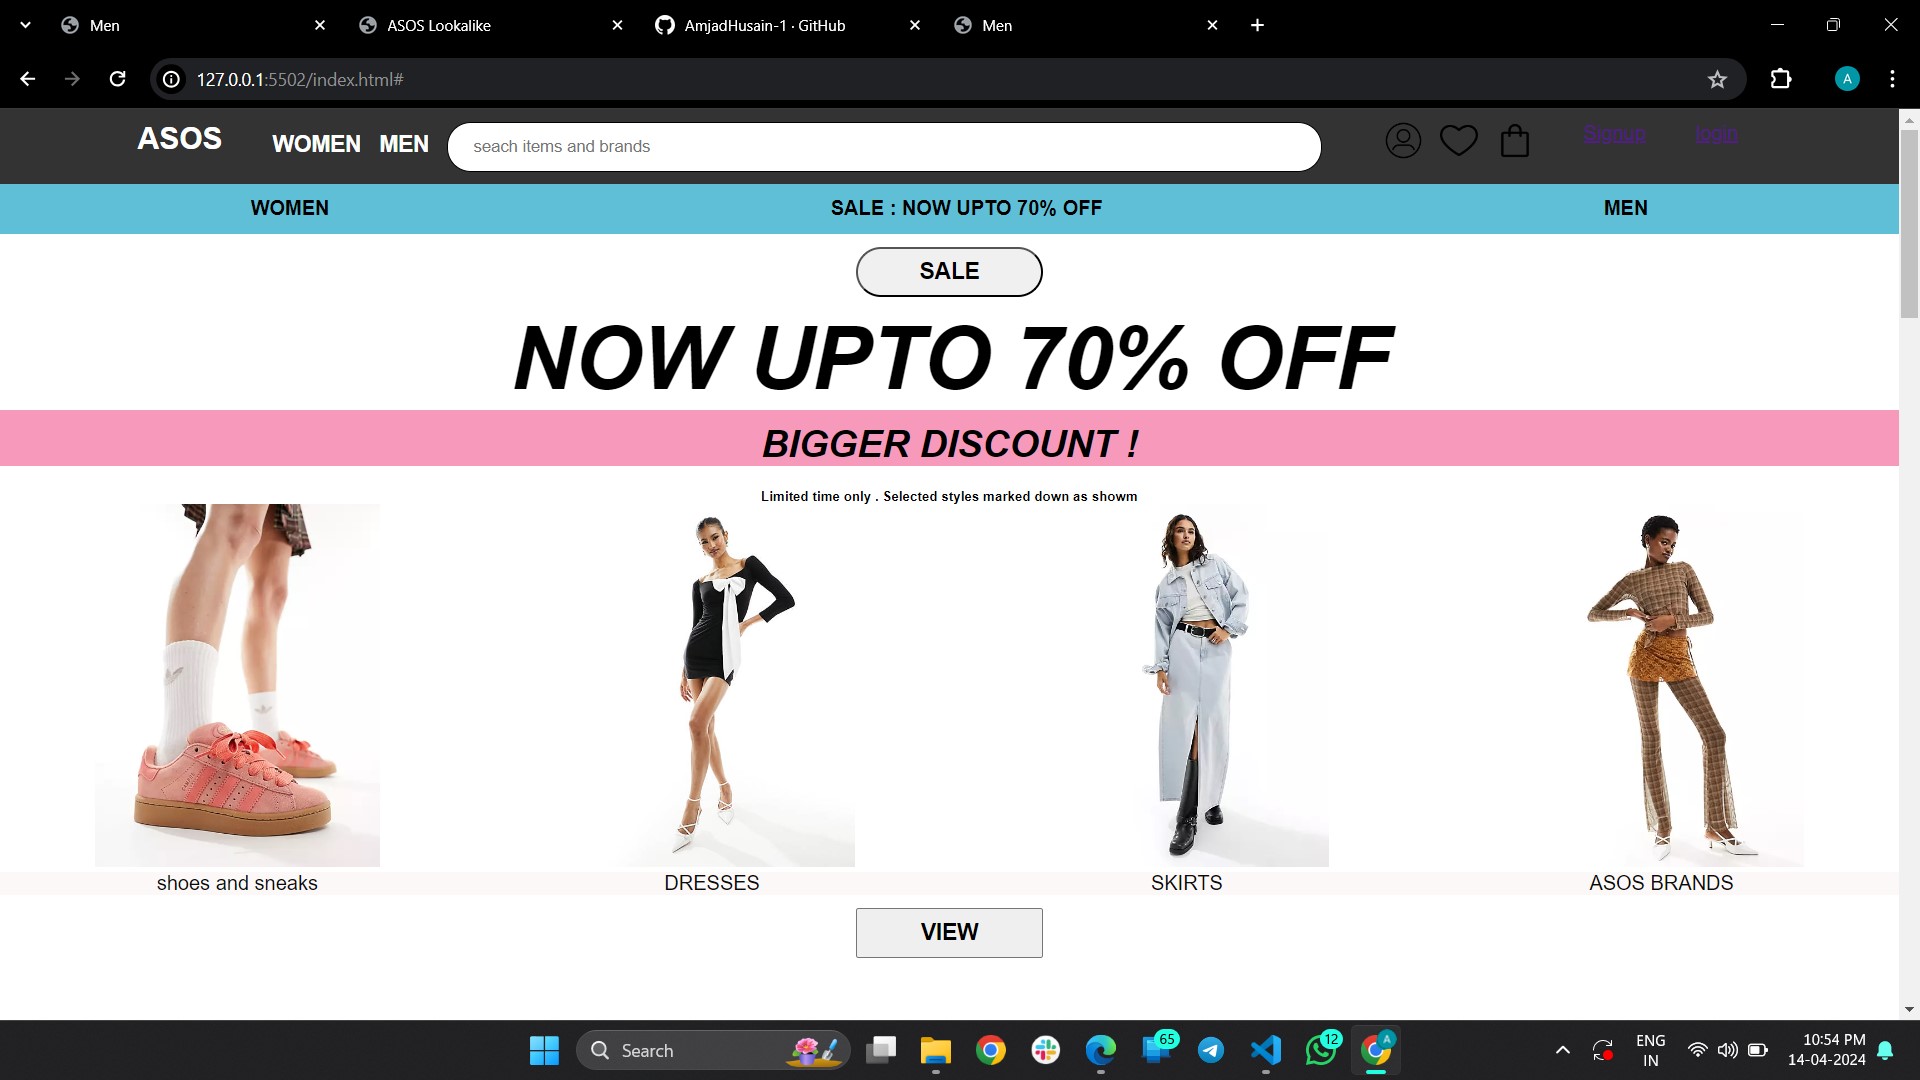 Men
ASOS Lookalike
AmjadHusain-1 · GitHub
Men
127.0.0.1:5502/index.html#
A
ASOS
WOMEN MEN
seach items and brands
Signup
login
WOMEN
SALE : NOW UPTO 70% OFF
MEN
SALE
NOW UPTO 70% OFF
BIGGER DISCOUNT !
Limited time only . Selected styles marked down as showm
shoes and sneaks
DRESSES
SKIRTS
ASOS BRANDS
VIEW
Search
65
12
A
ENG
IN
10:54 PM
14-04-2024